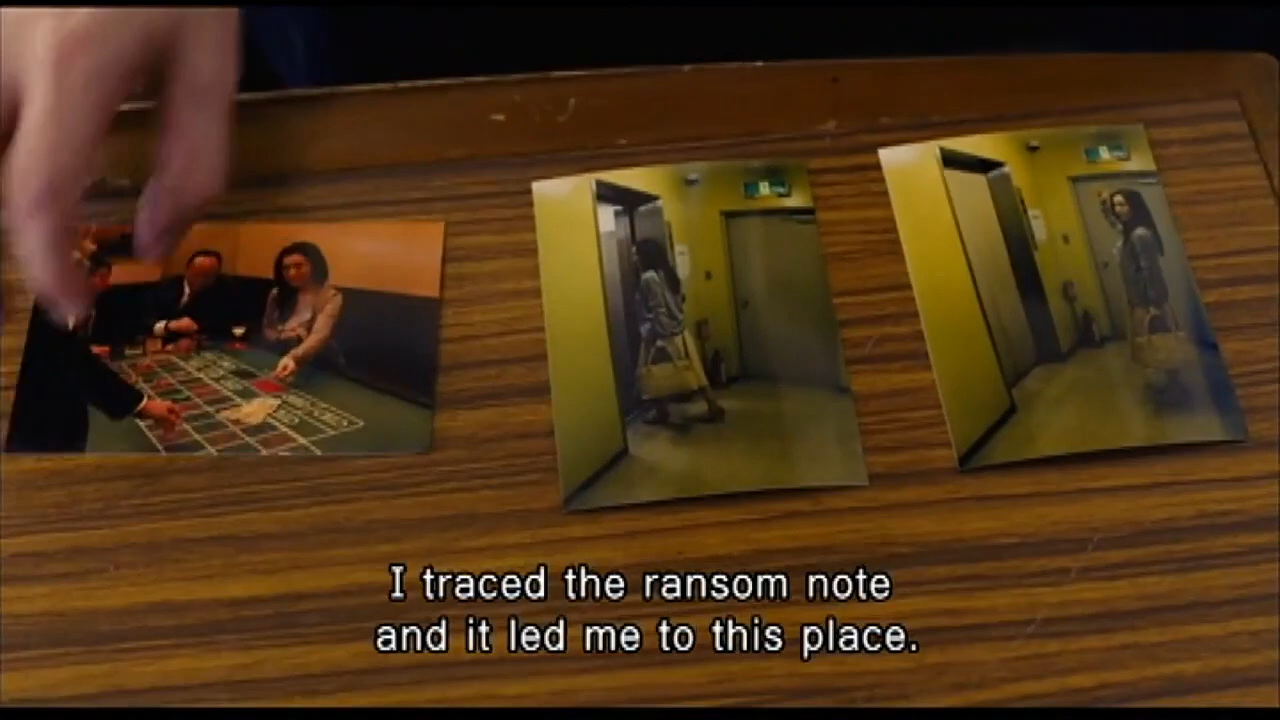 I traced the ransom note
and it led me to this place.